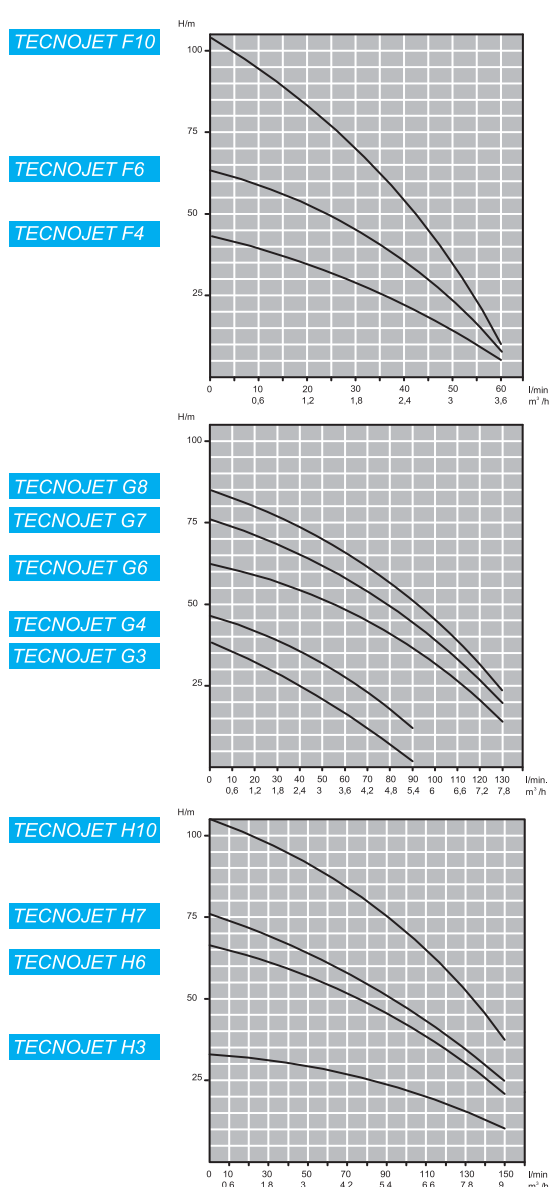 H/m
TECNOJET F10
100
75
TECNOJET F6
50
TECNOJET F4
25
0 10 20 30 40 50 60 l/min
0,6 1,2 1,8 2,4 3 3,6 m³/h
H/m
100
TECNOJET G8
TECNOJET G7
75
TECNOJET G6
50
TECNOJET G4
TECNOJET G3
25
0 10 20 30 40 50 60 70 80 90 100 110 120 130 l/min.
0,6 1,2 1,8 2,4 3 3,6 4,2 4,8 5,4 6 6,6 7,2 7,8 m³/h
H/m
TECNOJET H10
100
TECNOJET H7
75
TECNOJET H6
50
TECNOJET H3
25
0 10 30 50 70 90 110 130 150 l/min
0,6 1,8 3 4,2 5,4 6,6 7,8 9 m³/h